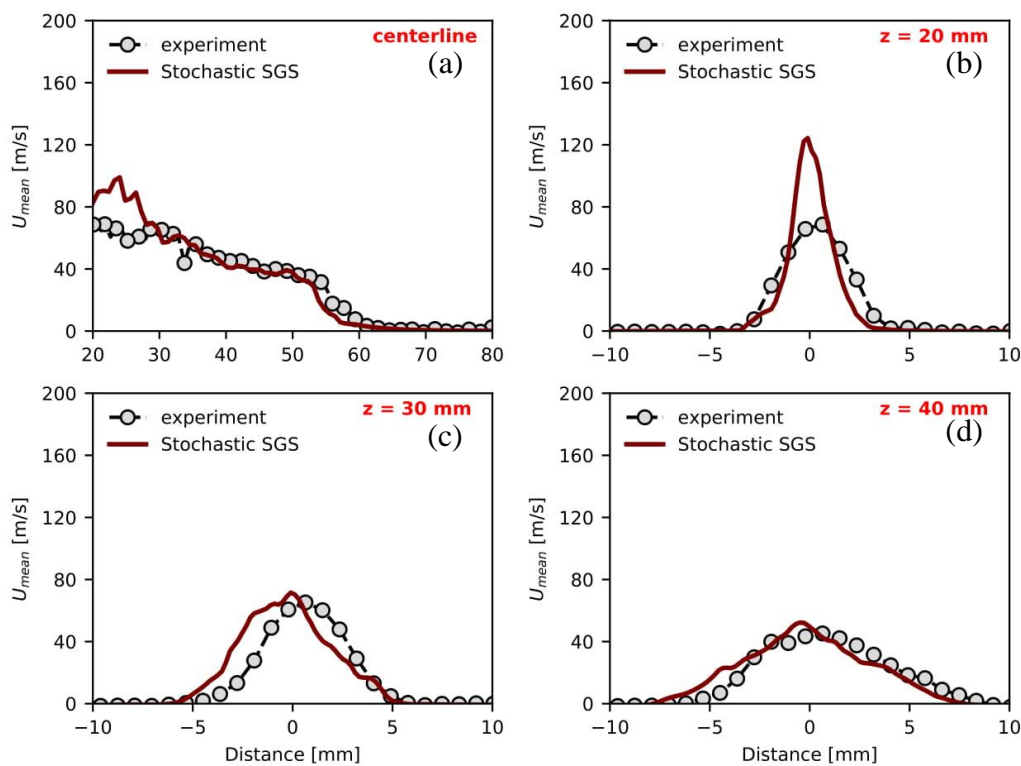 200
160
120
80
40
0
U_mean [m/s]
experiment
Stochastic SGS
centerline
(a)
20 30 40 50 60 70 80
200
160
120
80
40
0
U_mean [m/s]
experiment
Stochastic SGS
z = 20 mm
(b)
−10 −5 0 5 10
200
160
120
80
40
0
U_mean [m/s]
experiment
Stochastic SGS
z = 30 mm
(c)
−10 −5 0 5 10
Distance [mm]
200
160
120
80
40
0
U_mean [m/s]
experiment
Stochastic SGS
z = 40 mm
(d)
−10 −5 0 5 10
Distance [mm]